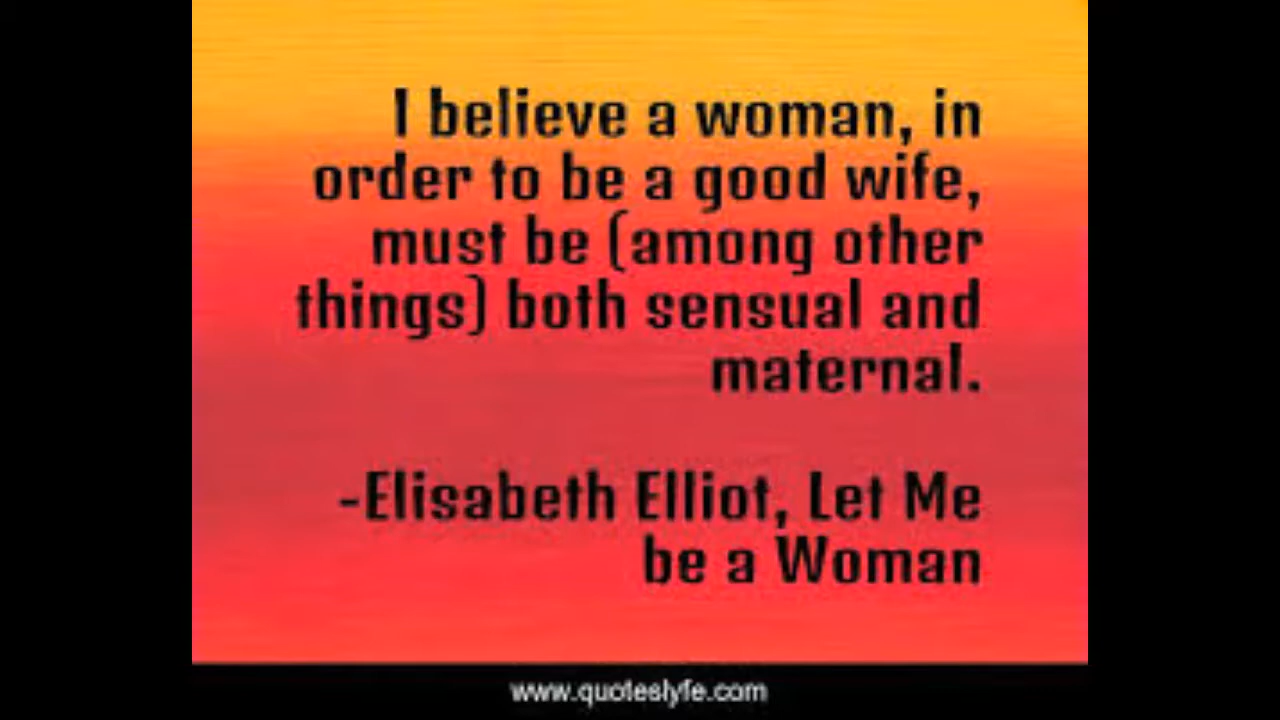 I believe a woman, in
order to be a good wife,
must be (among other
things) both sensual and
maternal.
-Elisabeth Elliot, Let Me
be a Woman
www.quoteslyfe.com